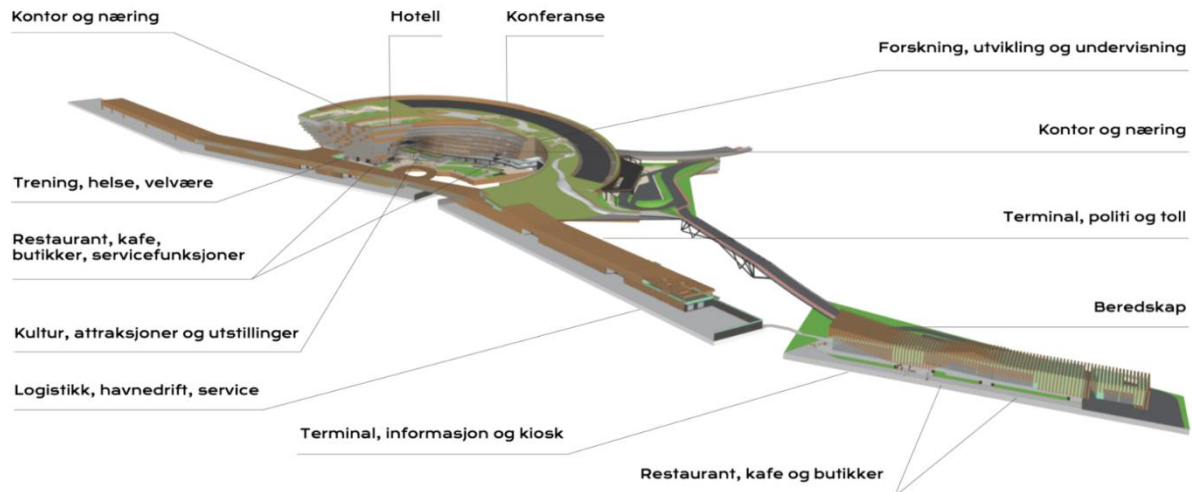 Kontor og næring
Hotell
Konferanse
Forskning, utvikling og undervisning
Kontor og næring
Trening, helse, velvære
Terminal, politi og toll
Restaurant, kafe,
butikker, servicefunksjoner
Beredskap
Kultur, attraksjoner og utstillinger
Logistikk, havnedrift, service
Terminal, informasjon og kiosk
Restaurant, kafe og butikker